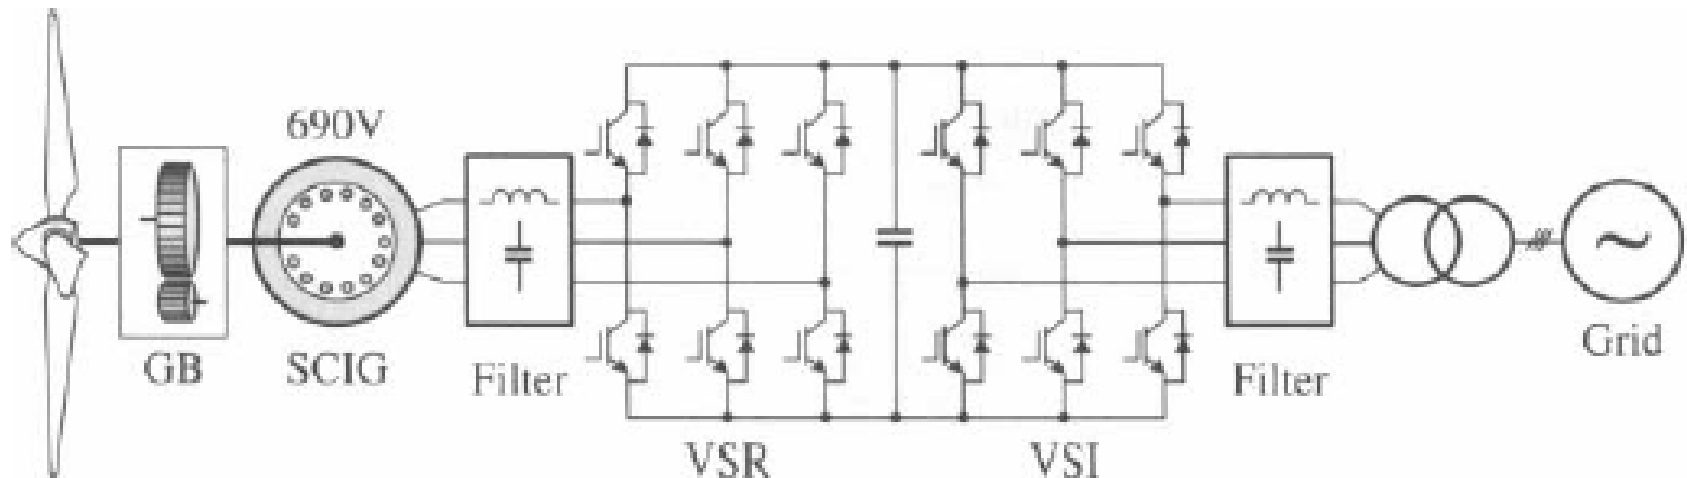 690V
GB
SCIG
Filter
VSR
VSI
Filter
Grid